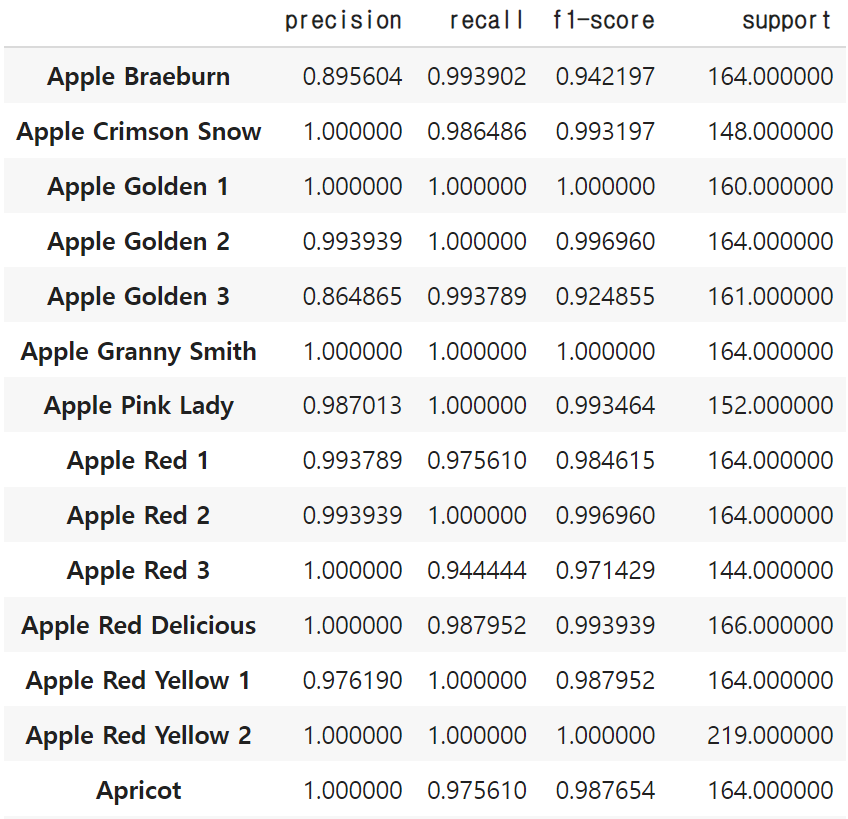 precision recall f1-score support
Apple Braeburn 0.895604 0.993902 0.942197 164.000000
Apple Crimson Snow 1.000000 0.986486 0.993197 148.000000
Apple Golden 1 1.000000 1.000000 1.000000 160.000000
Apple Golden 2 0.993939 1.000000 0.996960 164.000000
Apple Golden 3 0.864865 0.993789 0.924855 161.000000
Apple Granny Smith 1.000000 1.000000 1.000000 164.000000
Apple Pink Lady 0.987013 1.000000 0.993464 152.000000
Apple Red 1 0.993789 0.975610 0.984615 164.000000
Apple Red 2 0.993939 1.000000 0.996960 164.000000
Apple Red 3 1.000000 0.944444 0.971429 144.000000
Apple Red Delicious 1.000000 0.987952 0.993939 166.000000
Apple Red Yellow 1 0.976190 1.000000 0.987952 164.000000
Apple Red Yellow 2 1.000000 1.000000 1.000000 219.000000
Apricot 1.000000 0.975610 0.987654 164.000000